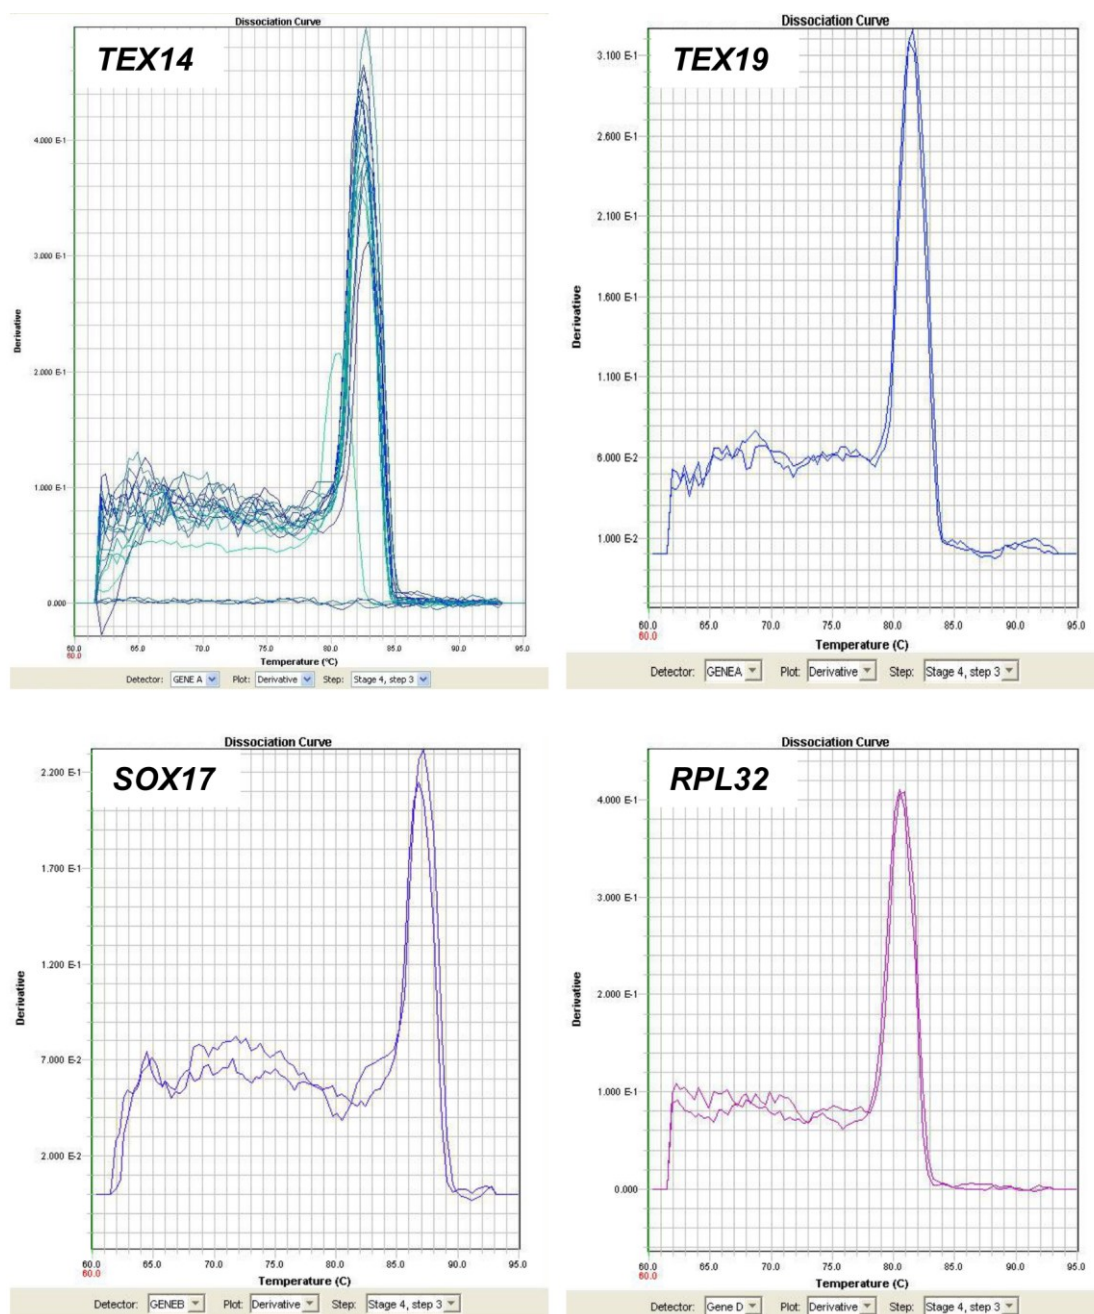 Dissociation Curve
TEX14
4.000 E-1
3.000 E-1
2.000 E-1
1.000 E-1
0.000
Derivative
60.0 65.0 70.0 75.0 80.0 85.0 90.0 95.0
60.0
Temperature (°C)
Detector: GENE A Plot: Derivative Step: Stage 4, step 3
Dissociation Curve
TEX19
3.100 E-1
2.600 E-1
2.100 E-1
1.600 E-1
1.100 E-1
6.000 E-2
1.000 E-2
Derivative
60.0 65.0 70.0 75.0 80.0 85.0 90.0 95.0
60.0
Temperature (C)
Detector: GENEA Plot: Derivative Step: Stage 4, step 3
Dissociation Curve
SOX17
2.200 E-1
1.700 E-1
1.200 E-1
7.000 E-2
2.000 E-2
Derivative
60.0 65.0 70.0 75.0 80.0 85.0 90.0 95.0
60.0
Temperature (C)
Detector: GENEB Plot: Derivative Step: Stage 4, step 3
Dissociation Curve
RPL32
4.000 E-1
3.000 E-1
2.000 E-1
1.000 E-1
0.000
Derivative
60.0 65.0 70.0 75.0 80.0 85.0 90.0 95.0
60.0
Temperature (C)
Detector: Gene D Plot: Derivative Step: Stage 4, step 3